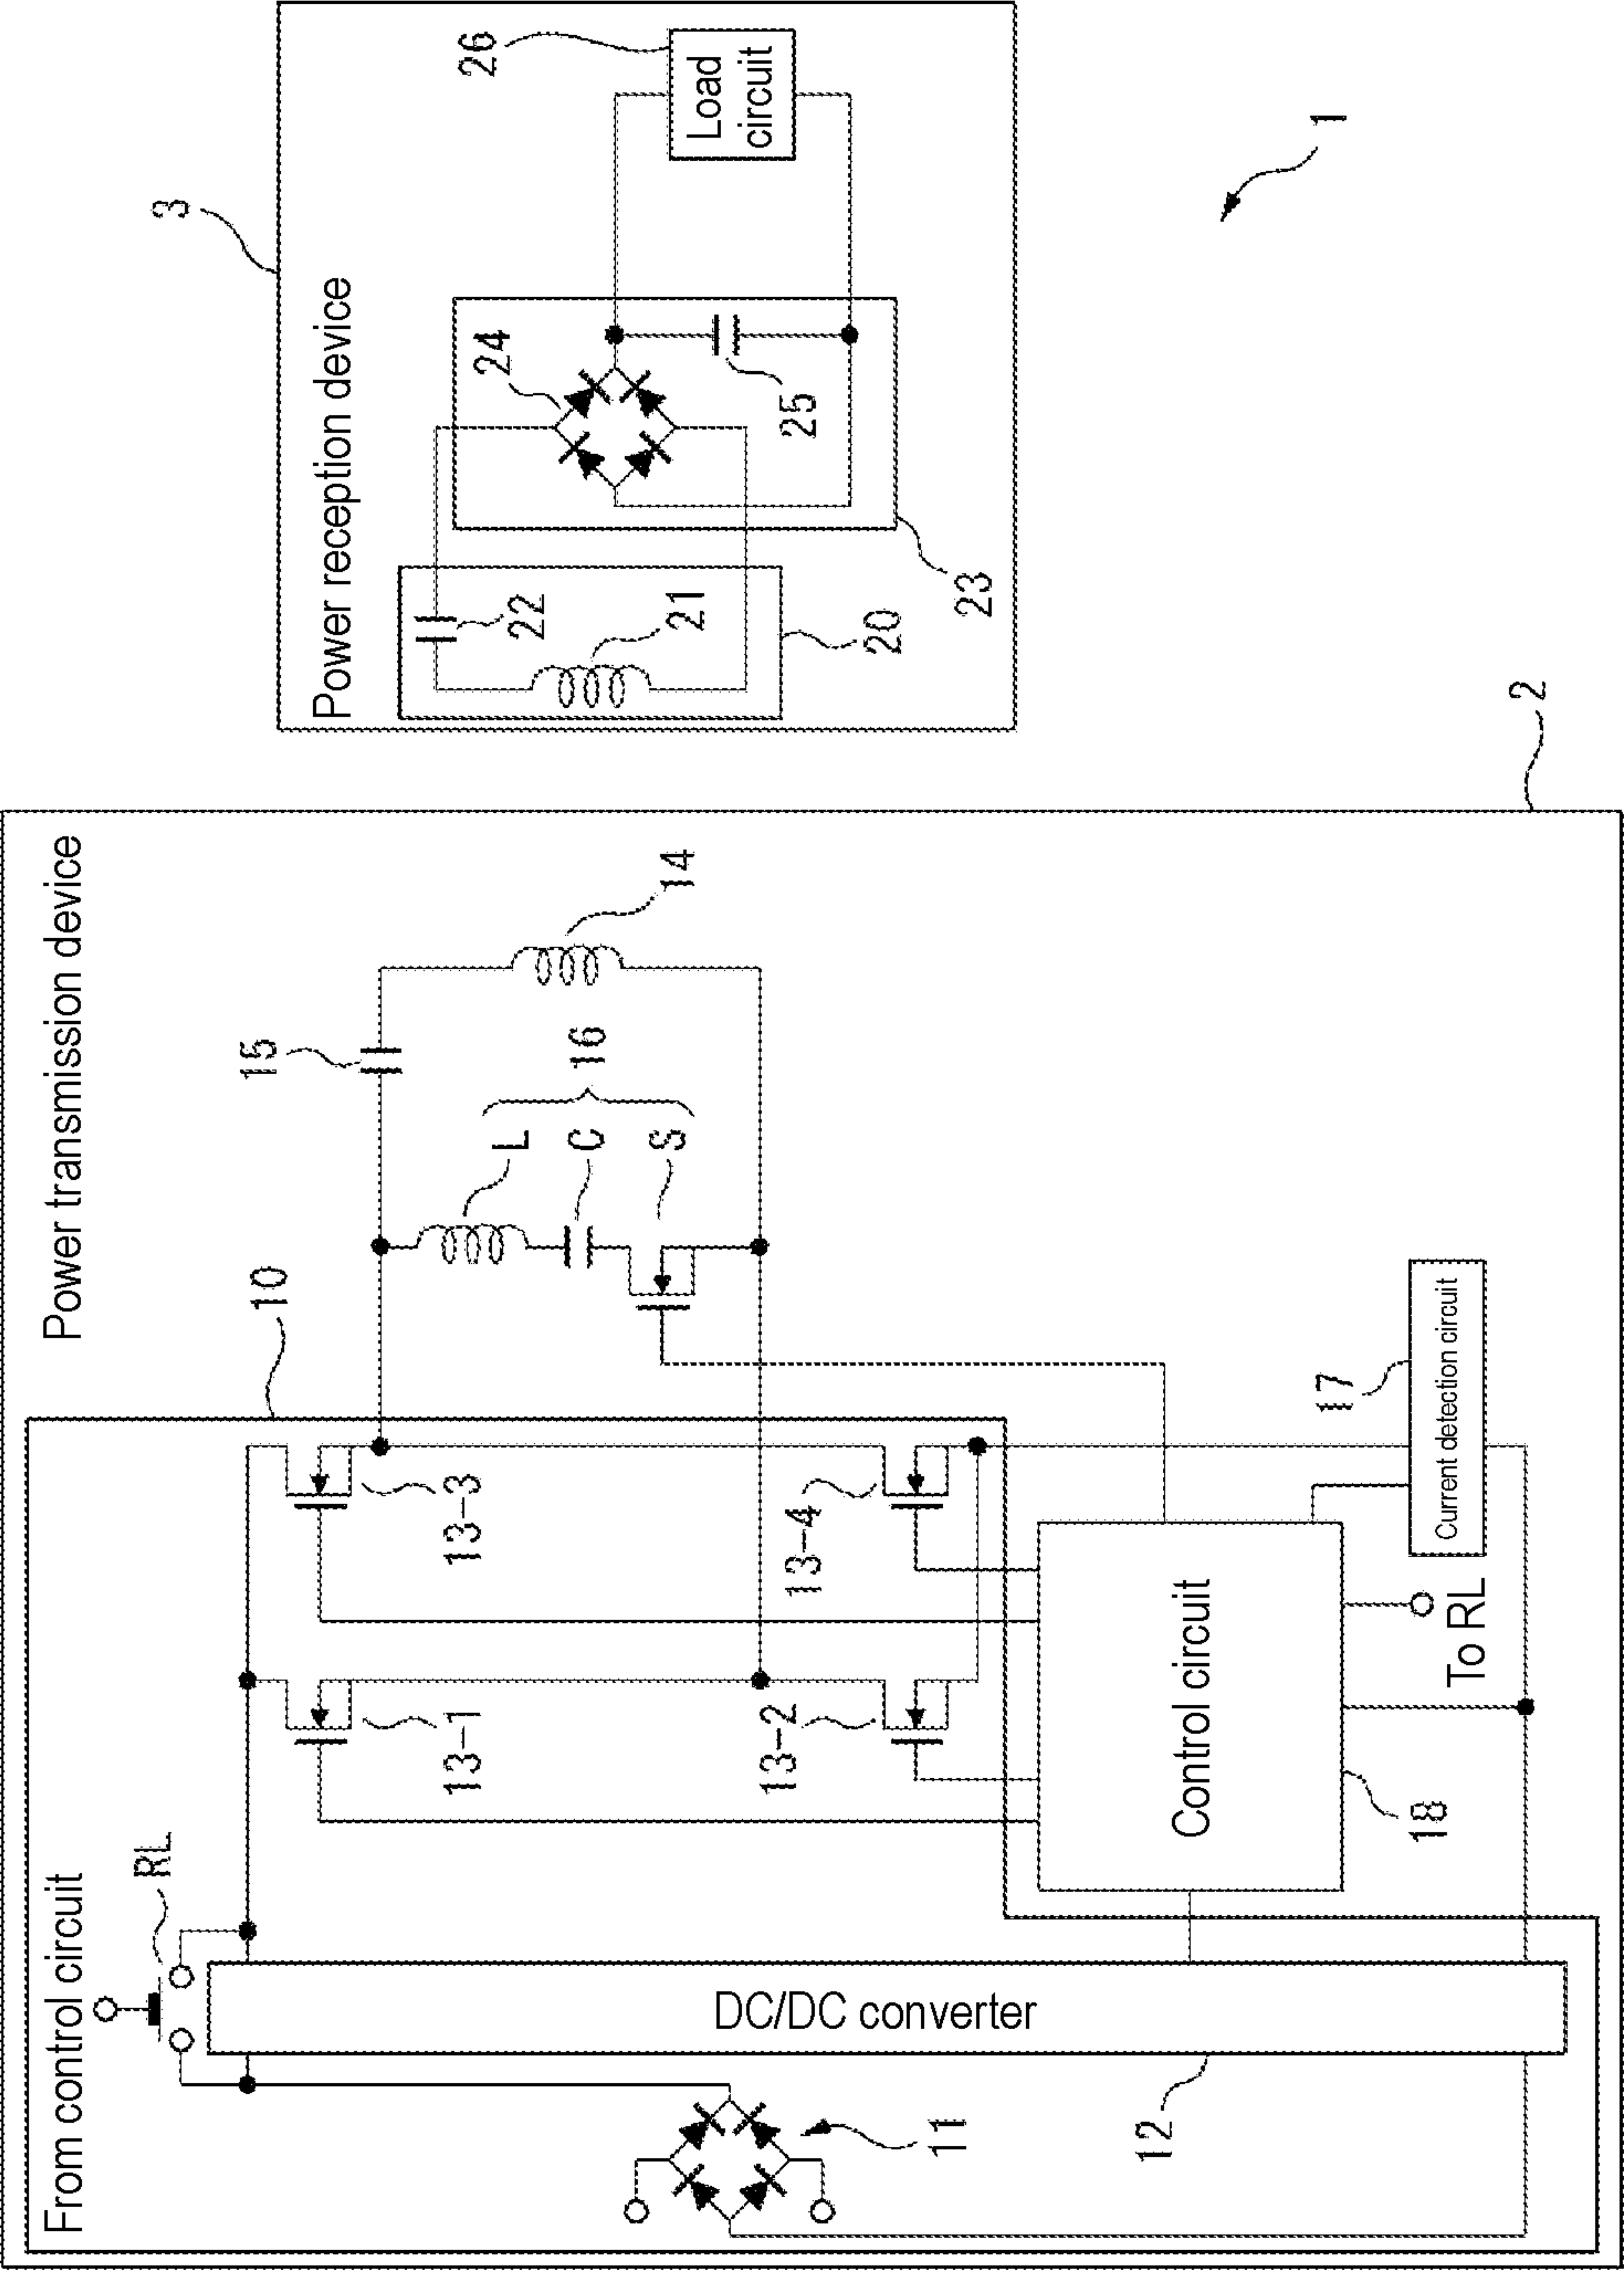 1
2
Power transmission device
From control circuit
RL
10
11
12
DC/DC converter
13-1
13-2
13-3
13-4
15
14
L
C
S
16
Control circuit
18
To RL
17
Current detection circuit
3
Power reception device
20
22
21
23
24
25
26
Load
circuit